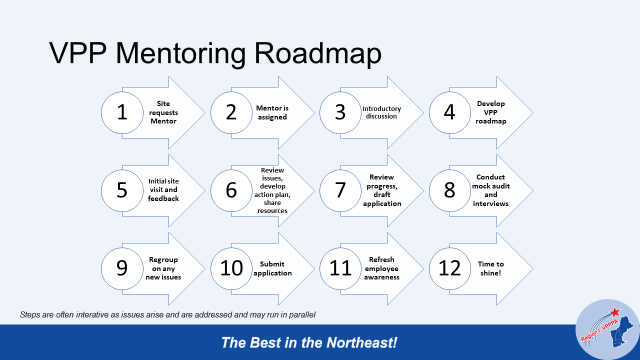 VPP Mentoring Roadmap
1
Site
requests
Mentor
2
Mentor is
assigned
3
Introductory
discussion
4
Develop
VPP
roadmap
5
Initial site
visit and
feedback
6
Review
issues,
develop
action plan,
share
resources
7
Review
progress,
draft
application
8
Conduct
mock audit
and
interviews
9
Regroup
on any
new issues
10
Submit
application
11
Refresh
employee
awareness
12
Time to
shine!
Steps are often interative as issues arise and are addressed and may run in parallel
The Best in the Northeast!
Region I VPPPA